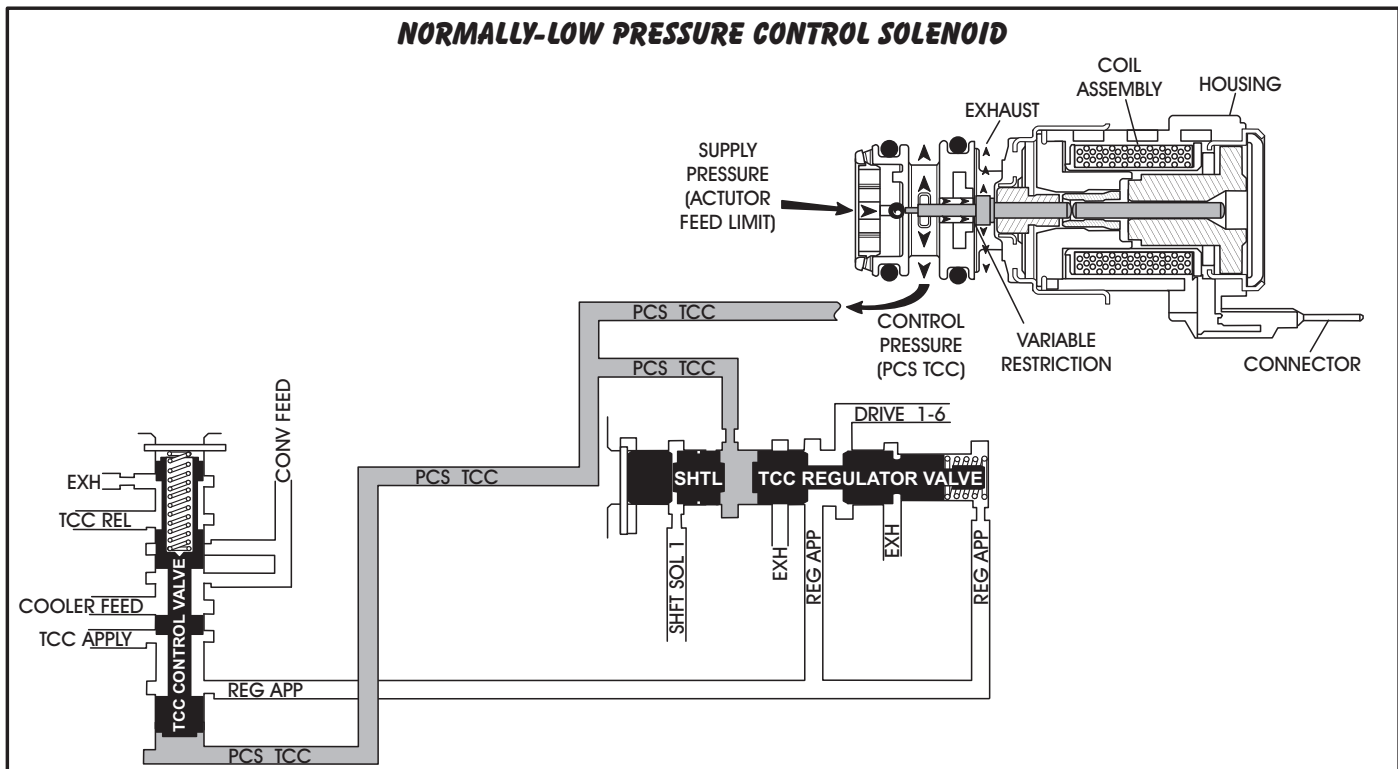 NORMALLY-LOW PRESSURE CONTROL SOLENOID
COIL
ASSEMBLY
HOUSING
EXHAUST
SUPPLY
PRESSURE
(ACTUTOR
FEED LIMIT)
PCS TCC
CONTROL
PRESSURE
(PCS TCC)
VARIABLE
RESTRICTION
CONNECTOR
PCS TCC
DRIVE 1-6
CONV FEED
EXH
PCS TCC
SHTL
TCC REGULATOR VALVE
TCC REL
SHFT SOL 1
EXH
REG APP
EXH
REG APP
COOLER FEED
TCC APPLY
TCC CONTROL VALVE
REG APP
PCS TCC